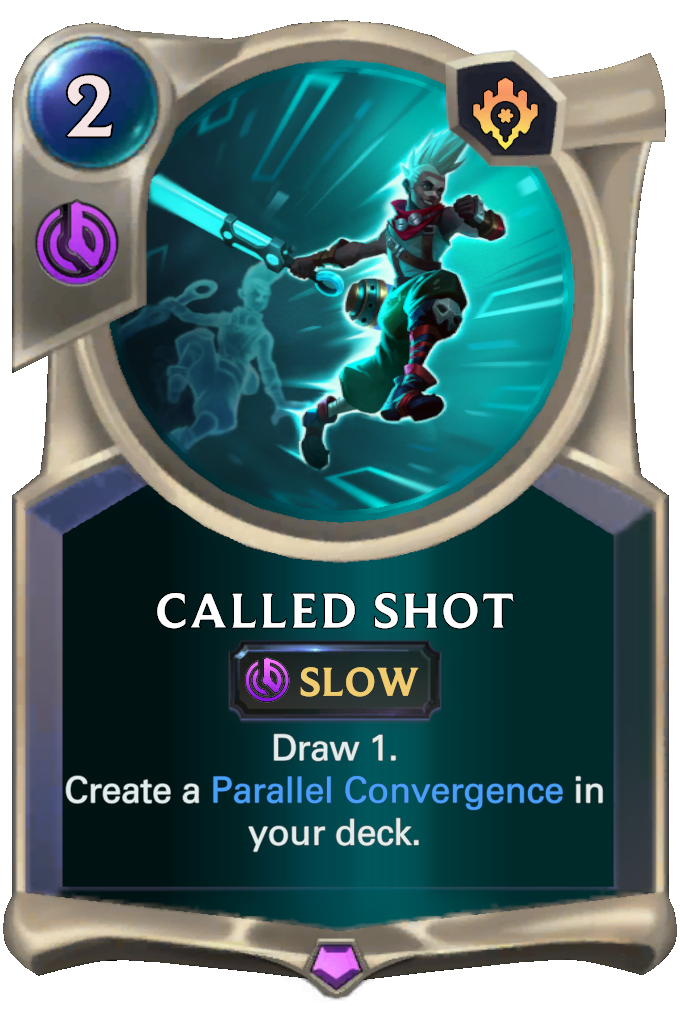 2
CALLED SHOT
SLOW
Draw 1.
Create a Parallel Convergence in
your deck.